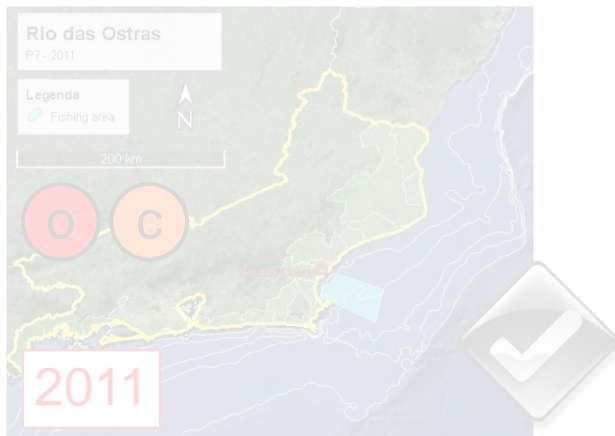 Rio das Ostras
P7 - 2011
Legenda
Fishing area
N
200 km
O
C
2011